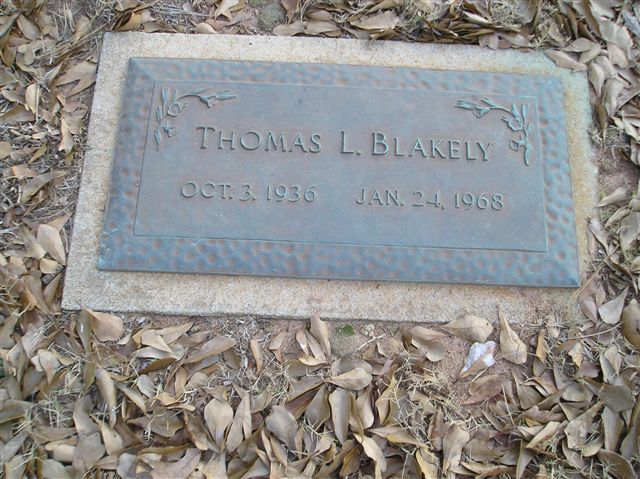 THOMAS L. BLAKELY
OCT. 3, 1936 JAN. 24, 1968